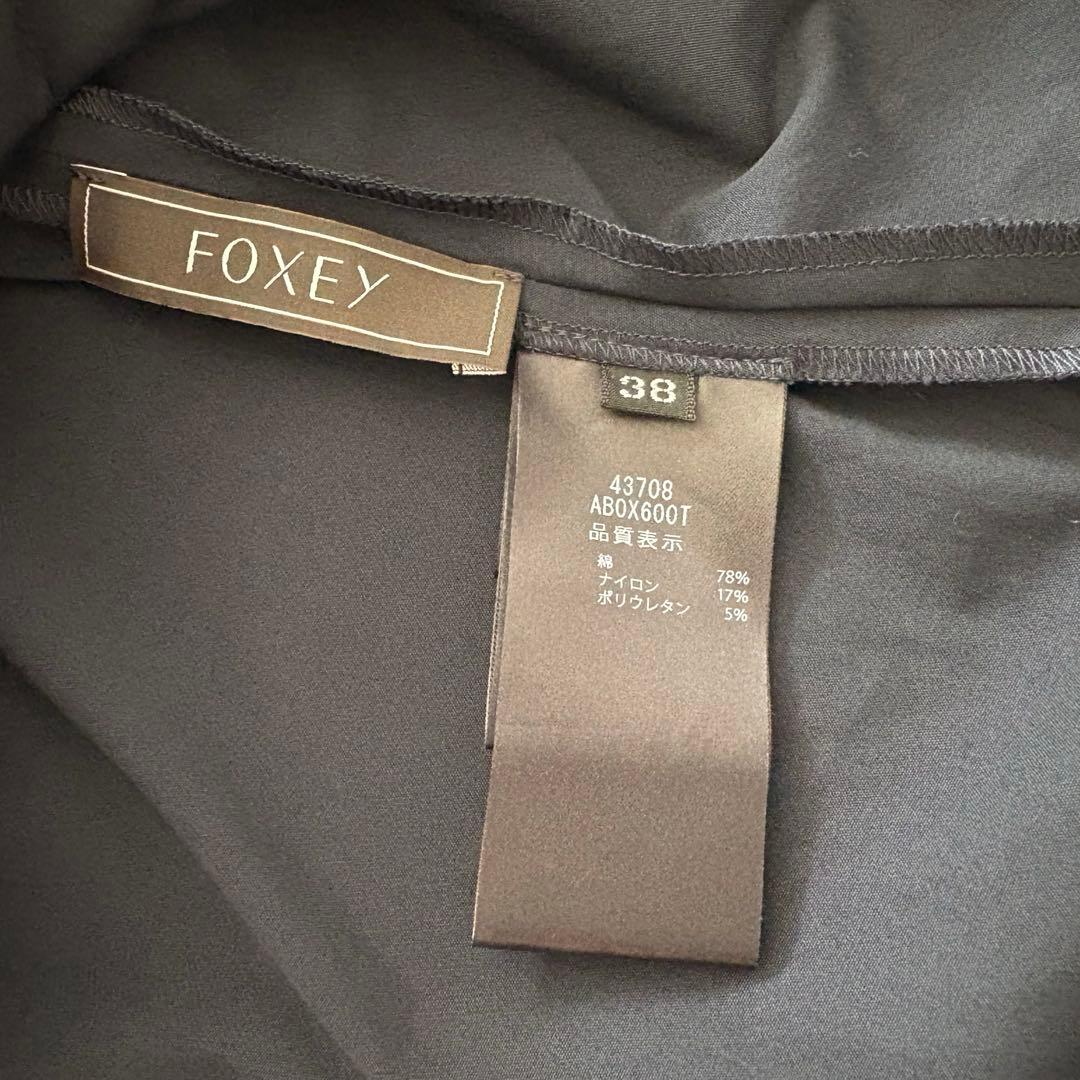 FOXEY
38
43708
ABOX600T
品質表示
綿 78%
ナイロン 17%
ポリウレタン 5%